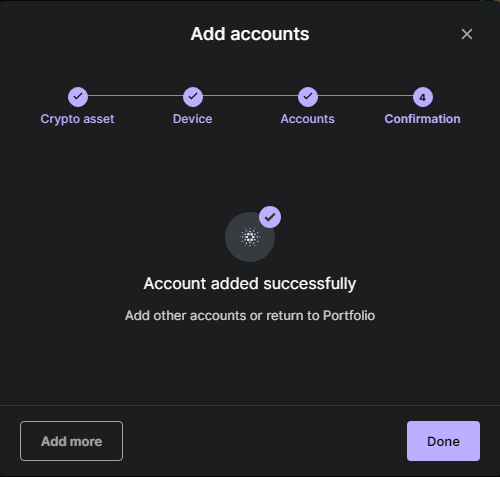 Add accounts
4
Crypto asset
Device
Accounts
Confirmation
Account added successfully
Add other accounts or return to Portfolio
Add more
Done